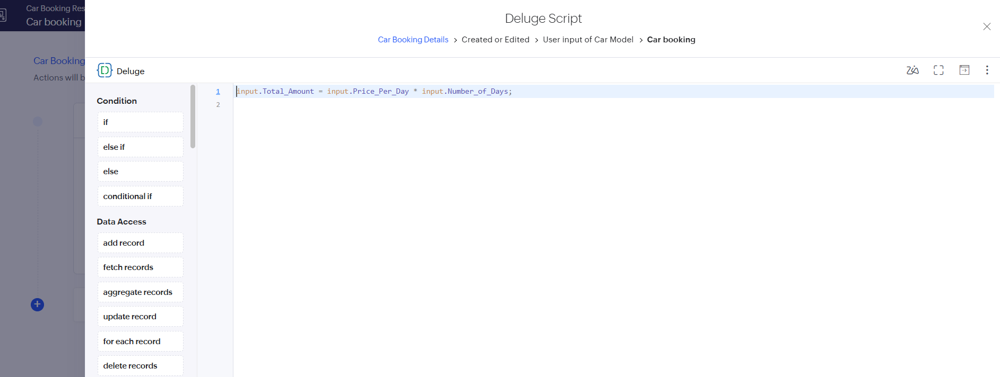 Car Booking Res
Car booking
Deluge Script
Car Booking Details > Created or Edited > User input of Car Model > Car booking
Car Booking
Actions will b
Deluge
Condition
if
else if
else
conditional if
Data Access
add record
fetch records
aggregate records
update record
for each record
delete records
1 input.Total_Amount = input.Price_Per_Day * input.Number_of_Days;
2